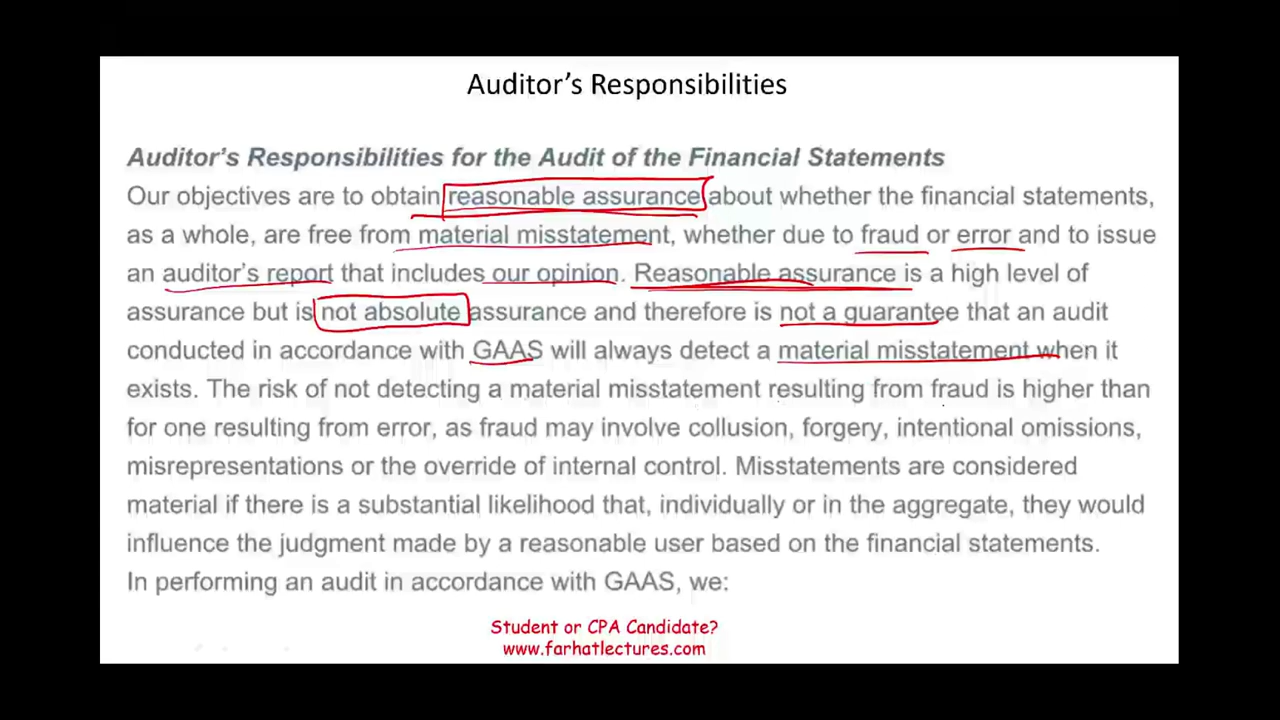 Auditor’s Responsibilities
Auditor’s Responsibilities for the Audit of the Financial Statements
Our objectives are to obtain reasonable assurance about whether the financial statements,
as a whole, are free from material misstatement, whether due to fraud or error and to issue
an auditor’s report that includes our opinion. Reasonable assurance is a high level of
assurance but is not absolute assurance and therefore is not a guarantee that an audit
conducted in accordance with GAAS will always detect a material misstatement when it
exists. The risk of not detecting a material misstatement resulting from fraud is higher than
for one resulting from error, as fraud may involve collusion, forgery, intentional omissions,
misrepresentations or the override of internal control. Misstatements are considered
material if there is a substantial likelihood that, individually or in the aggregate, they would
influence the judgment made by a reasonable user based on the financial statements.
In performing an audit in accordance with GAAS, we:
Student or CPA Candidate?
www.farhatlectures.com